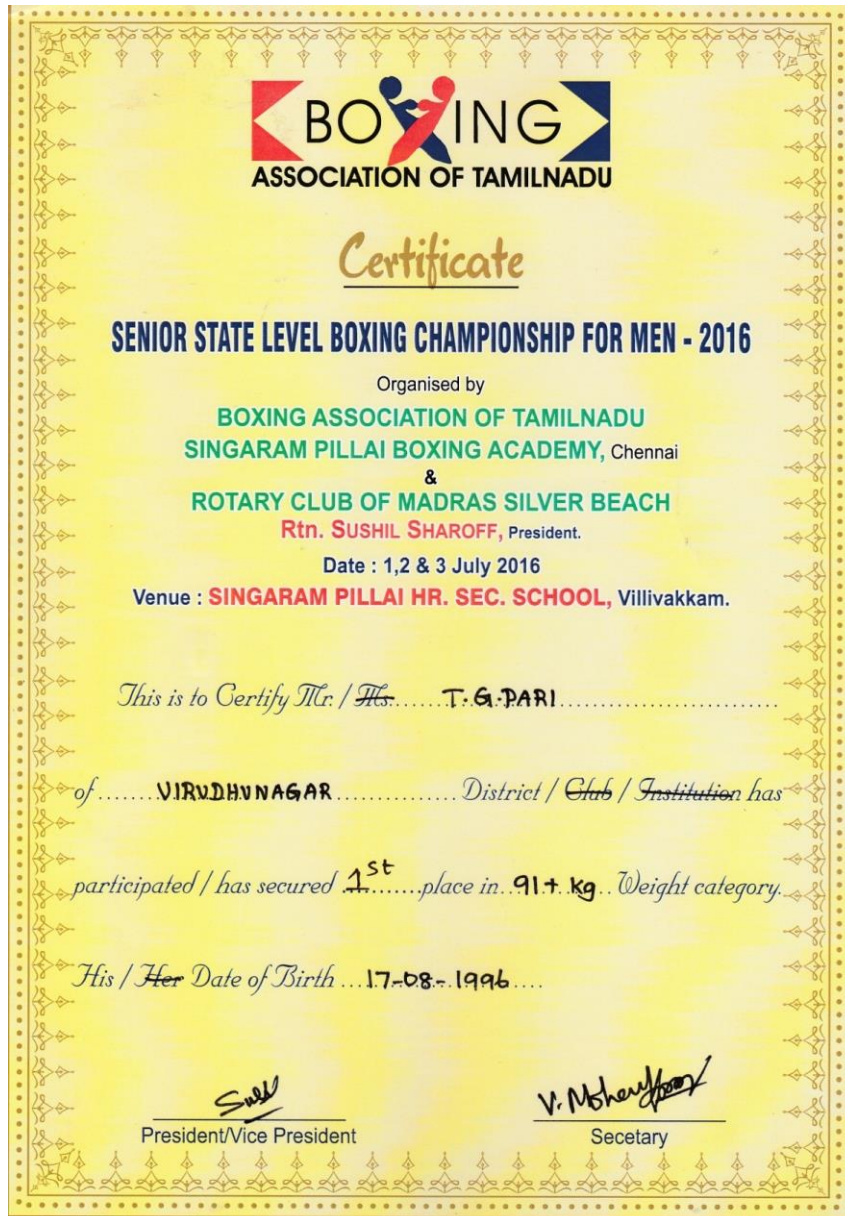 BOXING
ASSOCIATION OF TAMILNADU
Certificate
SENIOR STATE LEVEL BOXING CHAMPIONSHIP FOR MEN - 2016
Organised by
BOXING ASSOCIATION OF TAMILNADU
SINGARAM PILLAI BOXING ACADEMY, Chennai
&
ROTARY CLUB OF MADRAS SILVER BEACH
Rtn. SUSHIL SHAROFF, President.
Date : 1,2 & 3 July 2016
Venue : SINGARAM PILLAI HR. SEC. SCHOOL, Villivakkam.
This is to Certify Mr. / Ms. T.G.PARI
of VIRUDHUNAGAR District / Club / Institution has
participated / has secured 1st place in 91+ kg Weight category.
His / Her Date of Birth 17-08-1996
President/Vice President
Secetary